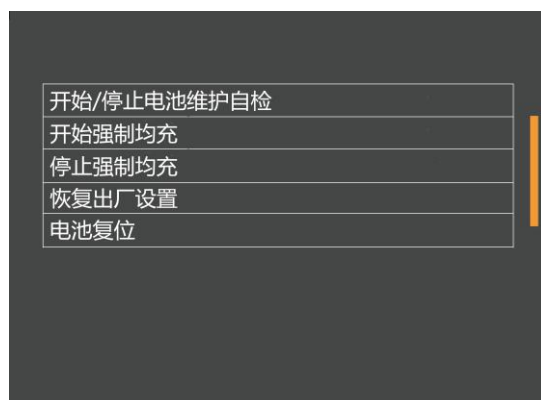 开始/停止电池维护自检
开始强制均充
停止强制均充
恢复出厂设置
电池复位